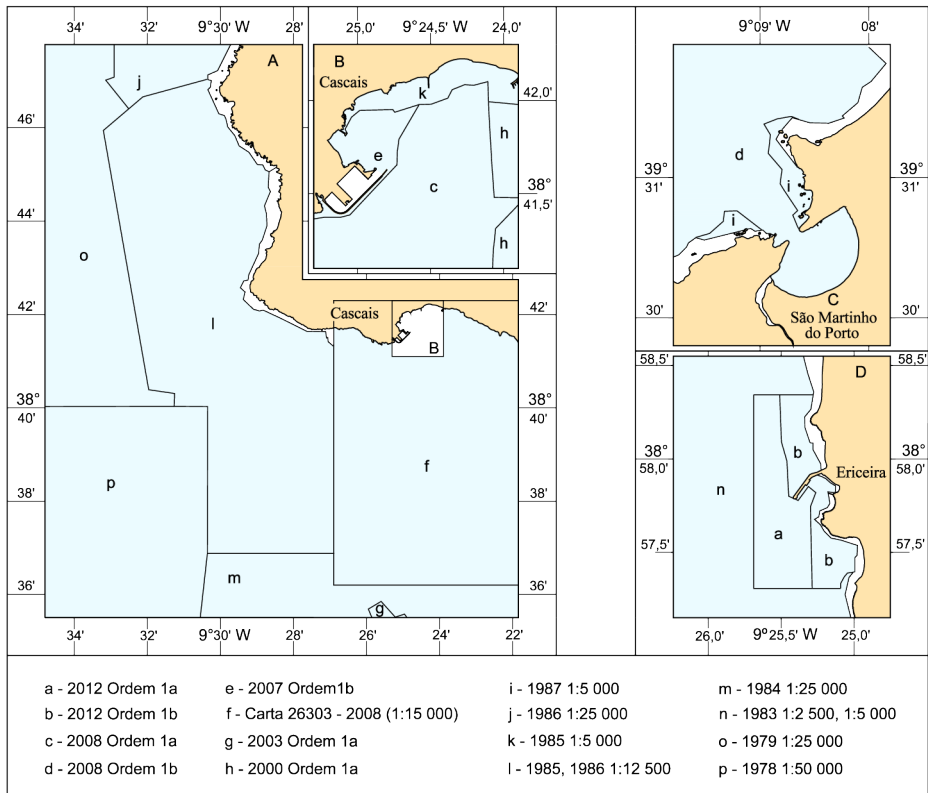 34' 32' 9°30' W 28'
A
j
46'
44'
o
42'
l
38°
40'
p
38'
36'
m
f
g
Cascais
B
34' 32' 9°30' W 28' 26' 24' 22'
42'
38°
40'
38'
36'
25,0' 9°24,5' W
B
Cascais
k
42,0'
h
e
c
38°
41,5'
h
25,0' 9°24,5' W
9°09' W 08'
d
39°
31'
39°
31'
i
i
30'
30'
C
São Martinho
do Porto
58,5'
58,5'
D
b
38°
58,0'
38°
58,0'
Ericeira
n
a
57,5'
57,5'
b
26,0' 9°25,5' W 25,0'
a - 2012 Ordem 1a
b - 2012 Ordem 1b
c - 2008 Ordem 1a
d - 2008 Ordem 1b
e - 2007 Ordem1b
f - Carta 26303 - 2008 (1:15 000)
g - 2003 Ordem 1a
h - 2000 Ordem 1a
i - 1987 1:5 000
j - 1986 1:25 000
k - 1985 1:5 000
l - 1985, 1986 1:12 500
m - 1984 1:25 000
n - 1983 1:2 500, 1:5 000
o - 1979 1:25 000
p - 1978 1:50 000